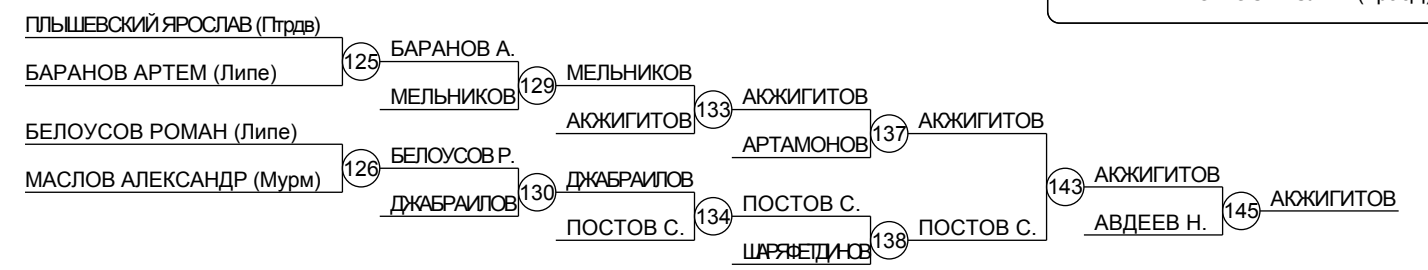 ПЛЫШЕВСКИЙ ЯРОСЛАВ (Птрдв)
125
БАРАНОВ А.
БАРАНОВ АРТЕМ (Липе)
129
МЕЛЬНИКОВ
МЕЛЬНИКОВ
133
АКЖИГИТОВ
АКЖИГИТОВ
137
АКЖИГИТОВ
БЕЛОУСОВ РОМАН (Липе)
АРТАМОНОВ
126
БЕЛОУСОВ Р.
МАСЛОВ АЛЕКСАНДР (Мурм)
130
ДЖАБРАИЛОВ
143
АКЖИГИТОВ
ДЖАБРАИЛОВ
134
ПОСТОВ С.
145
АКЖИГИТОВ
ПОСТОВ С.
138
ПОСТОВ С.
АВДЕЕВ Н.
ШАРЯФЕТДИНОВ